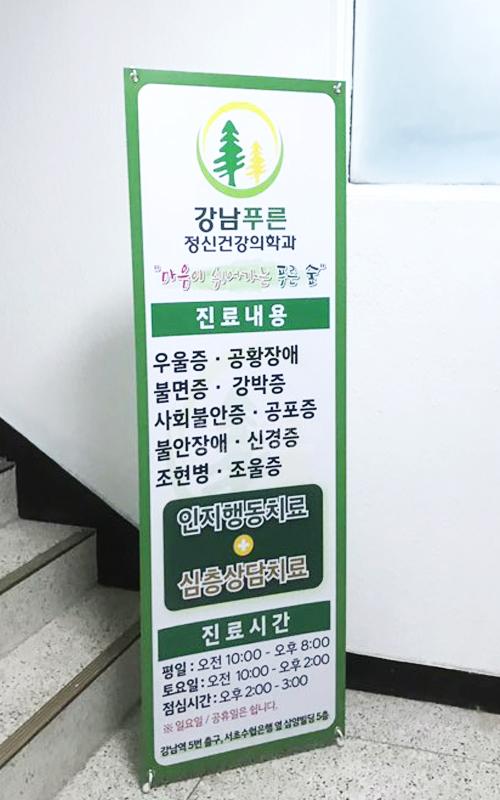 강남푸른
정신건강의학과
"마음이 쉬어가는 푸른 숲"
진료내용
우울증 · 공황장애
불면증 · 강박증
사회불안증 · 공포증
불안장애 · 신경증
조현병 · 조울증
인지행동치료
+
심층상담치료
진료시간
평일 : 오전 10:00 - 오후 8:00
토요일 : 오전 10:00 - 오후 2:00
점심시간 : 오후 2:00 - 3:00
※ 일요일 / 공휴일은 쉽니다.
강남역 5번 출구, 서초수협은행 옆 삼양빌딩 5층